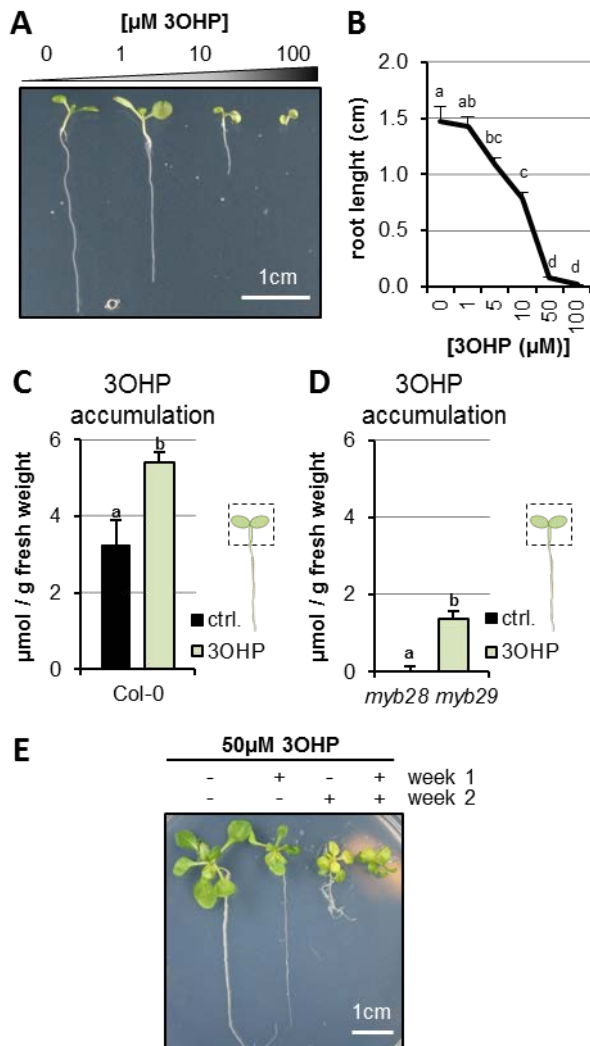 A
[µM 3OHP]
0 1 10 100
1cm
B
root lenght (cm)
2.0
1.5
1.0
0.5
0.0
a
ab
bc
c
d
d
0 1 5 10 50 100
[3OHP (µM)]
C
3OHP
accumulation
µmol / g fresh weight
6
4
2
0
a
b
ctrl.
3OHP
Col-0
D
3OHP
accumulation
µmol / g fresh weight
6
4
2
0
a
b
ctrl.
3OHP
myb28 myb29
E
50µM 3OHP
- + - + week 1
- - + + week 2
1cm